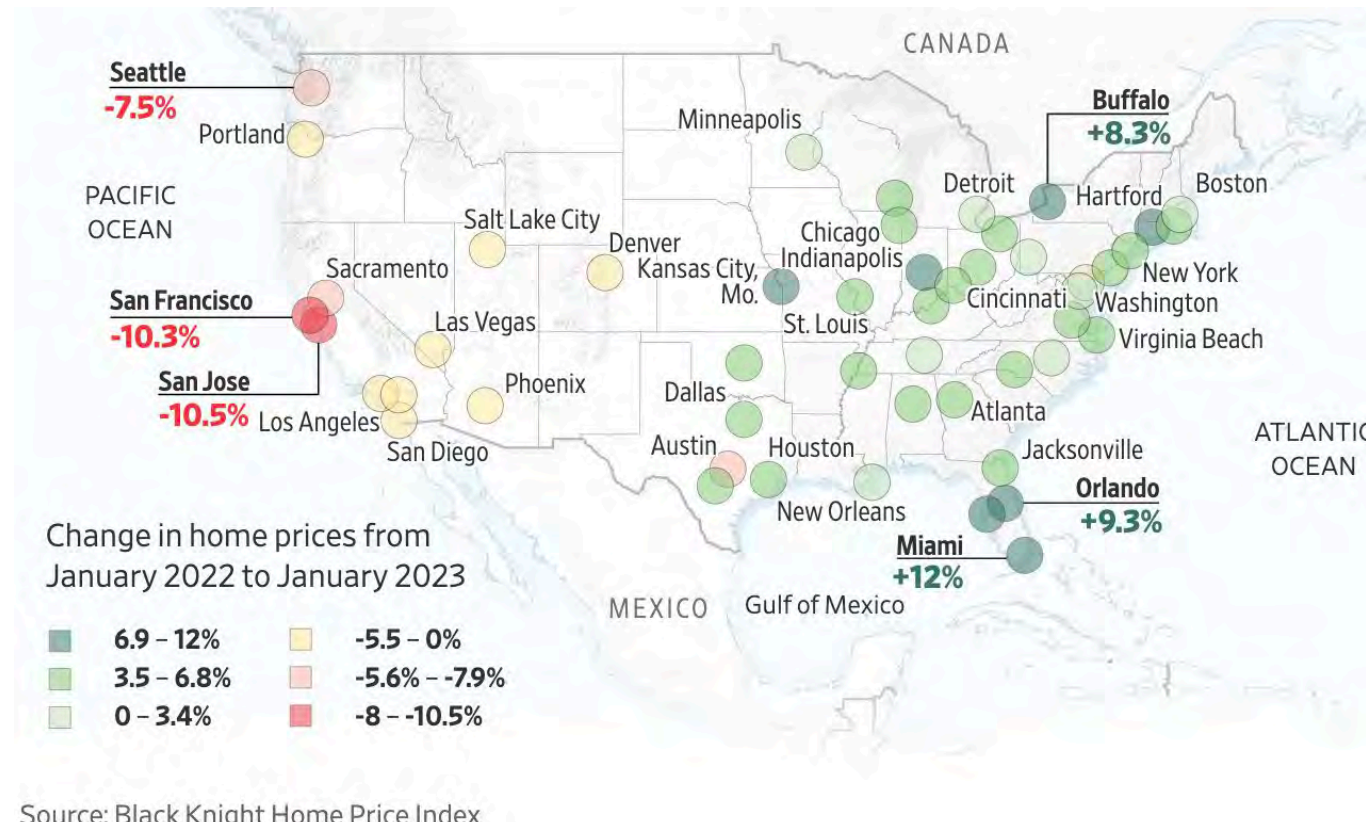 CANADA
Seattle
-7.5%
Portland
PACIFIC
OCEAN
Minneapolis
Buffalo
+8.3%
Detroit
Hartford
Boston
Salt Lake City
Denver
Chicago
Indianapolis
Kansas City,
Mo.
Sacramento
San Francisco
-10.3%
Las Vegas
St. Louis
Cincinnati
New York
Washington
Virginia Beach
San Jose
-10.5%
Los Angeles
San Diego
Phoenix
Dallas
Atlanta
Austin
Houston
Jacksonville
New Orleans
Orlando
+9.3%
Miami
+12%
ATLANTIC
OCEAN
MEXICO
Gulf of Mexico
Change in home prices from
January 2022 to January 2023
6.9 – 12%
3.5 – 6.8%
0 – 3.4%
-5.5 – 0%
-5.6% – -7.9%
-8 – -10.5%
Source: Black Knight Home Price Index